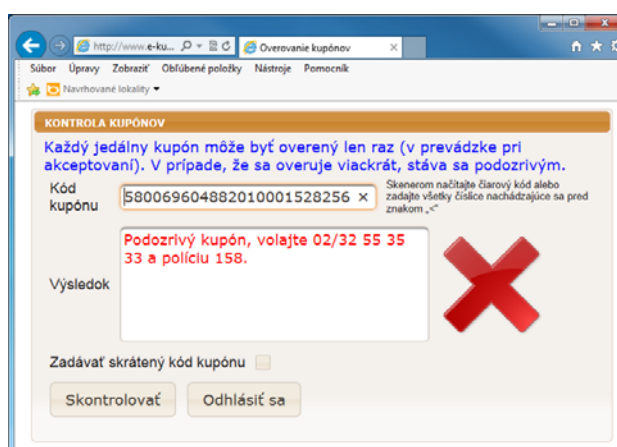 http://www.e-ku...
Overovanie kupónov
Súbor Úpravy Zobraziť Obľúbené položky Nástroje Pomocník
Navrhované lokality
KONTROLA KUPÓNOV
Každý jedálny kupón môže byť overený len raz (v prevádzke pri
akceptovaní). V prípade, že sa overuje viackrát, stáva sa podozrivým.
Kód
kupónu
580069604882010001528256
Skenerom načítajte čiarový kód alebo
zadajte všetky číslice nachádzajúce sa pred
znakom „<"
Výsledok
Podozrivý kupón, volajte 02/32 55 35
33 a políciu 158.
Zadávať skrátený kód kupónu
Skontrolovať
Odhlásiť sa